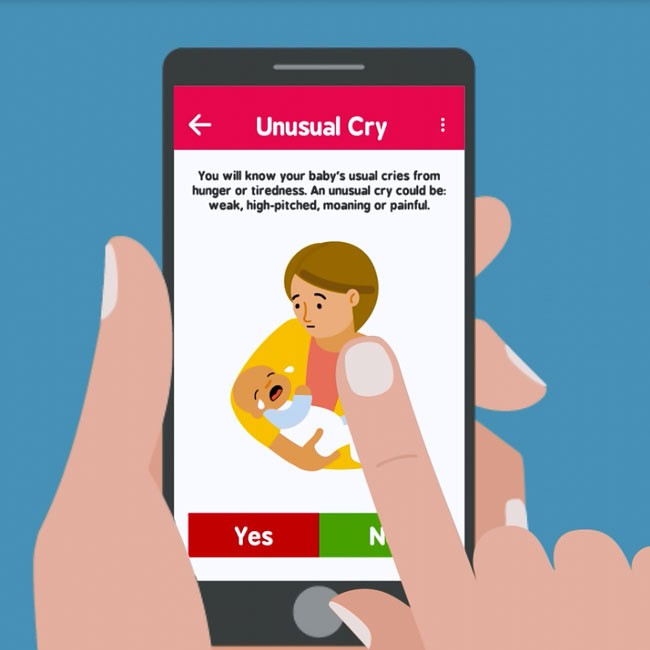 Unusual Cry
You will know your baby's usual cries from
hunger or tiredness. An unusual cry could be:
weak, high-pitched, moaning or painful.
Yes